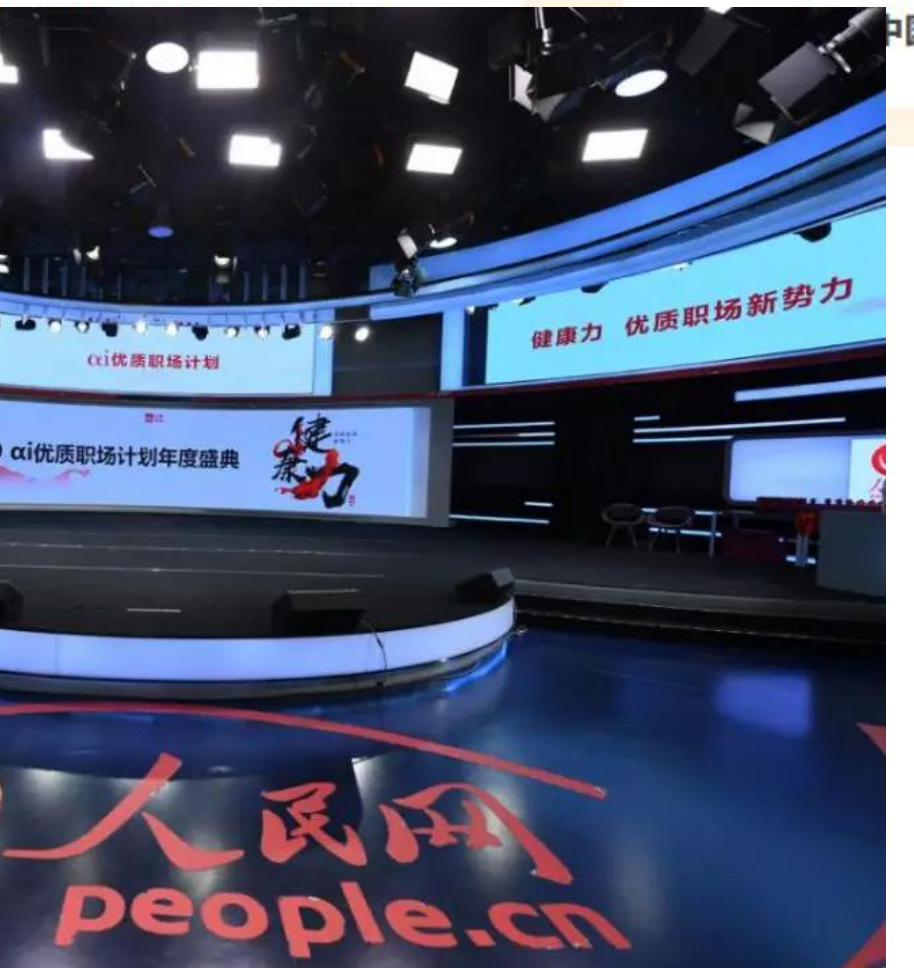 健康力 优质职场新势力
αi优质职场计划
αi优质职场计划年度盛典
健康力
人民网
people.cn